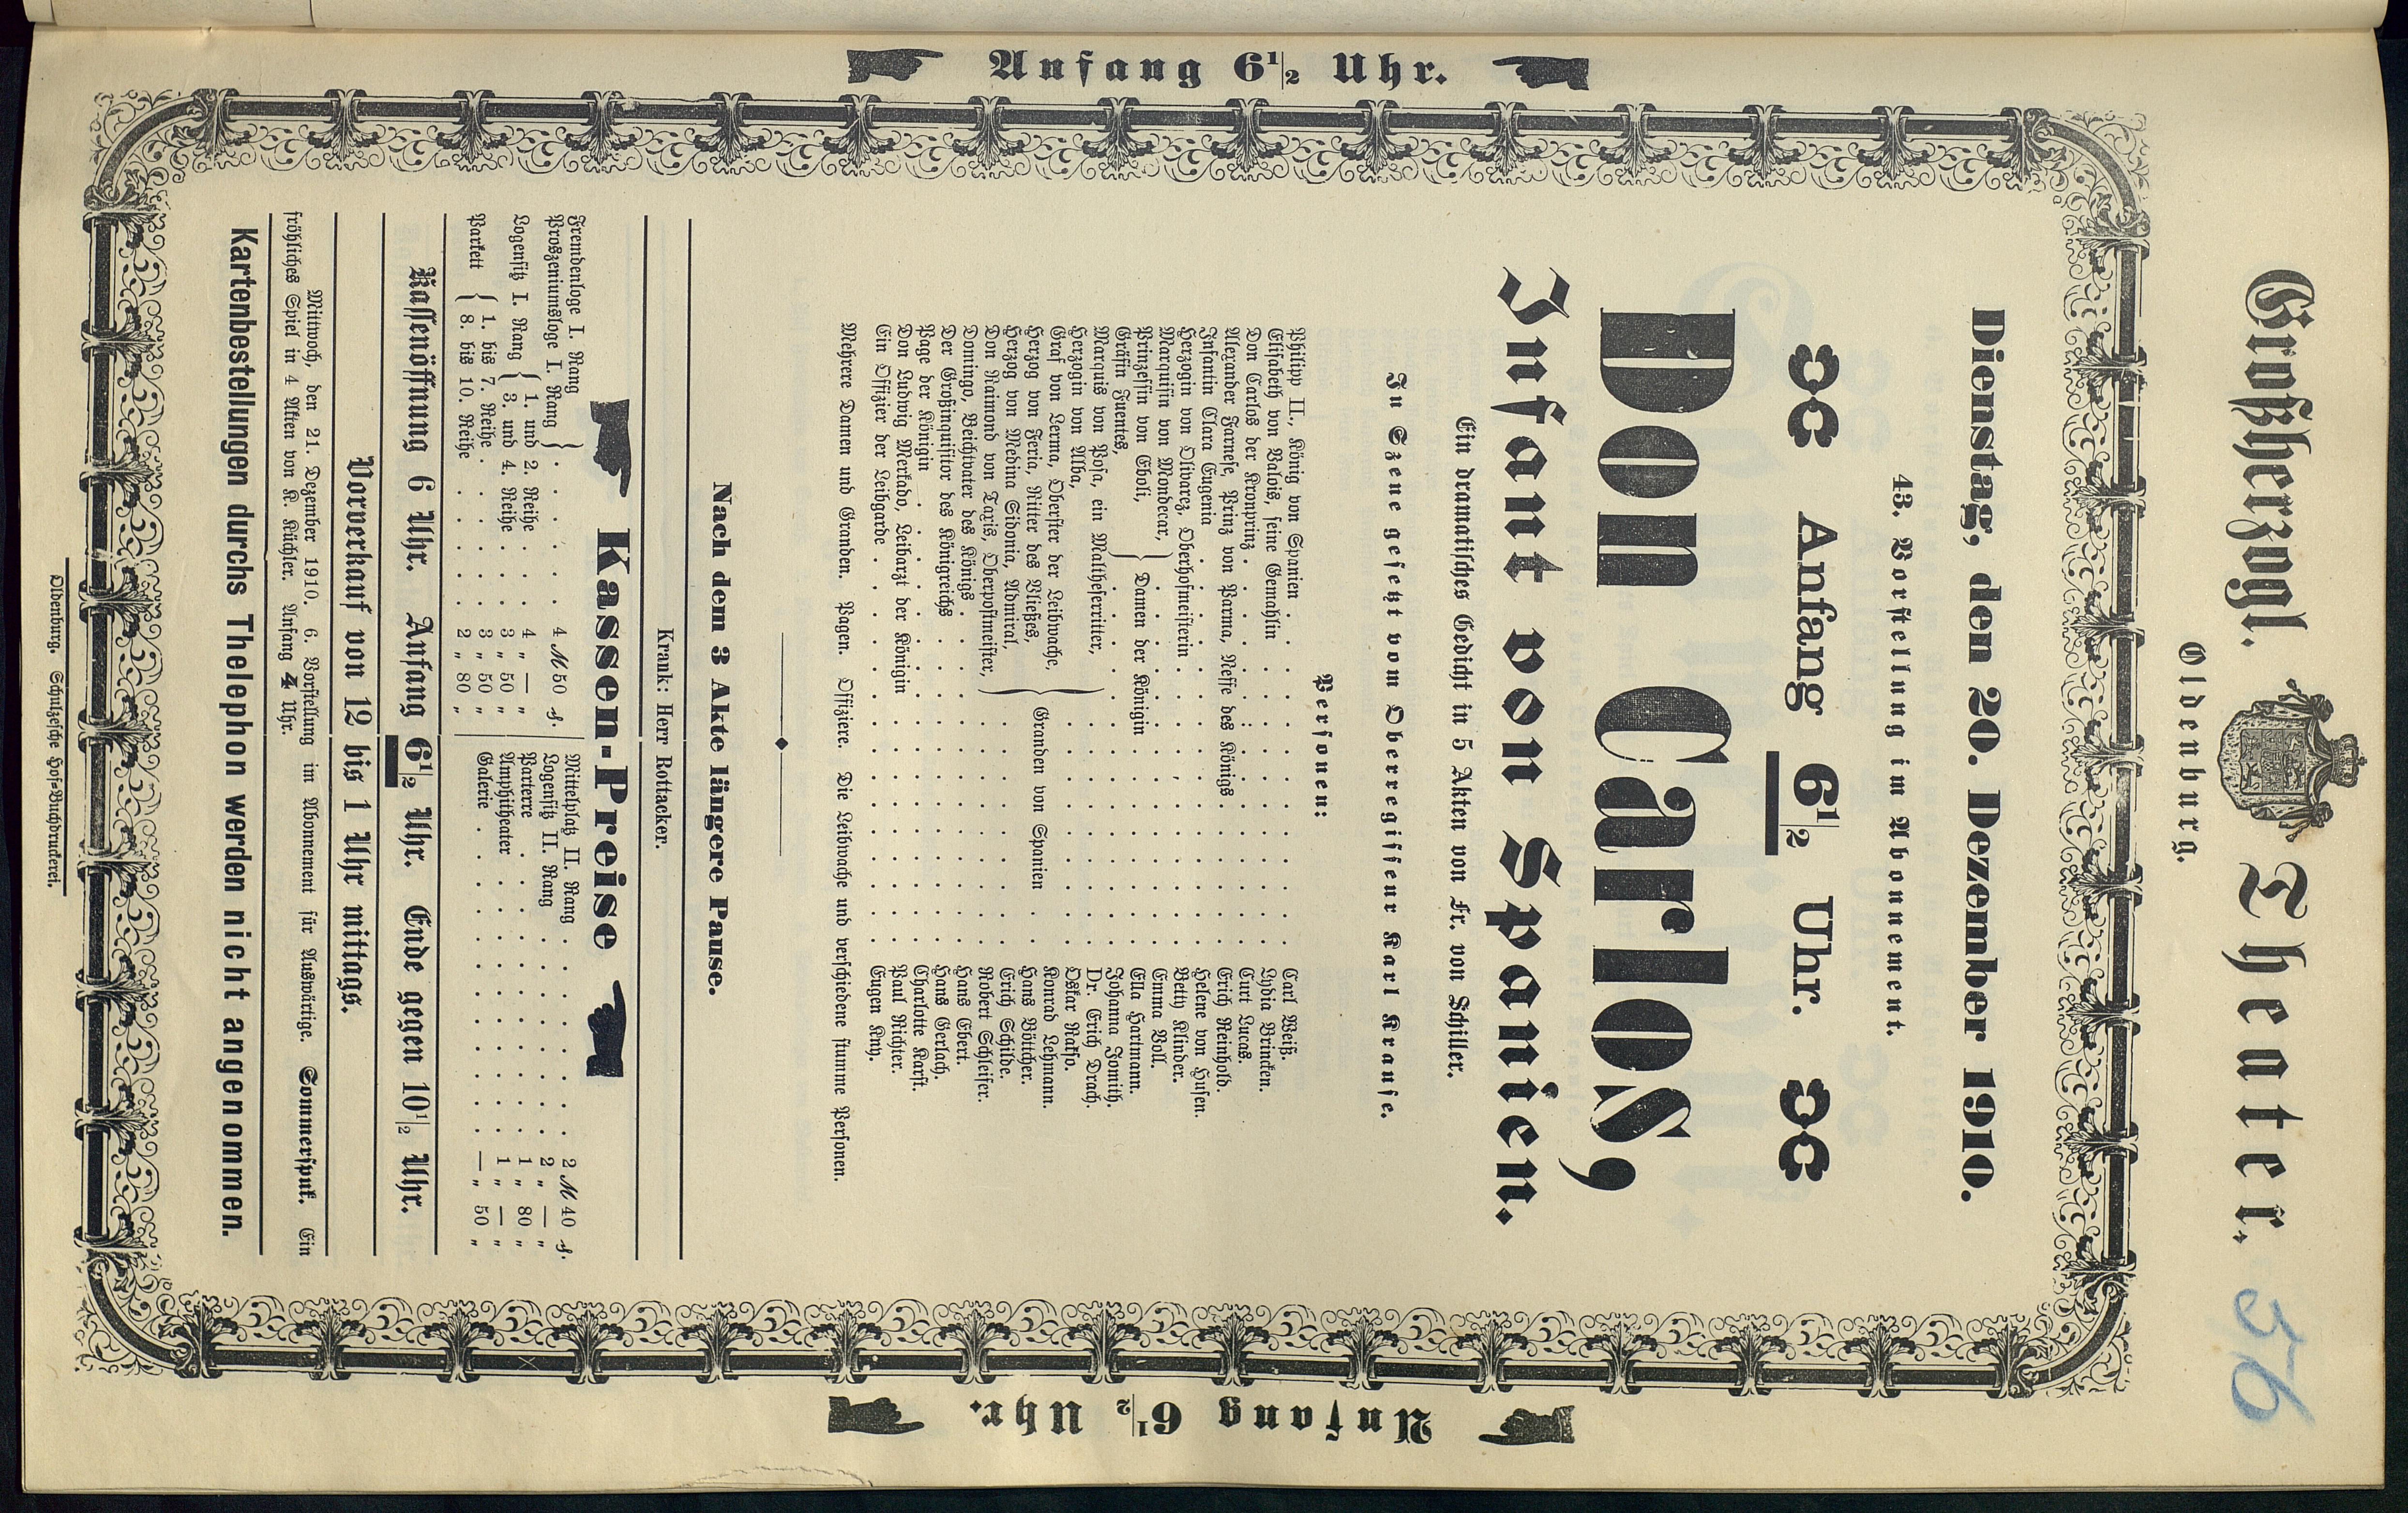 Großherzogl. Theater.
Oldenburg.
56
Dienstag, den 20. Dezember 1910.
43. Vorstellung im Abonnement.
Anfang 6½ Uhr.
Don Carlos,
Infant von Spanien.
Ein dramatisches Gedicht in 5 Akten von Fr. von Schiller.
In Szene gesetzt vom Oberregisseur Karl Krause.
Personen:
Philipp II., König von Spanien . . . . . . . Carl Weiß.
Elisabeth von Valois, seine Gemahlin . . . . . . . Lydia Brincken.
Don Carlos der Kronprinz . . . . . . . Curt Lucas.
Alexander Farnese, Prinz von Parma, Neffe des Königs . . . . Erich Reinhold.
Infantin Clara Eugenia . . . . . . . Helene von Husen.
Herzogin von Olivarez, Oberhofmeisterin . . . . . . . Betty Klinder.
Marquisin von Mondecar, } . . . . . . . Emma Voll.
Prinzessin von Eboli, } Damen der Königin . . . . Ella Hartmann.
Gräfin Fuentes, } . . . . . . . Johanna Jomith.
Marquis von Posa, ein Malteserritter, } . . . . Dr. Erich Drach.
Herzogin von Alba, . . . . . . . Oskar Rakso.
Graf von Lerma, Oberster der Leibwache, } . . . . Konrad Lehmann.
Herzog von Feria, Ritter des Vließes, } Granden von Spanien . Hans Bötticher.
Herzog von Medina Sidonia, Admiral, } . . . . Erich Schilde.
Don Raimond von Taxis, Oberpostmeister, } . . . . Robert Schleifer.
Domingo, Beichtvater des Königs . . . . . . . Hans Ebert.
Der Großinquisitor des Königreichs . . . . . . . Hans Gerlach.
Page der Königin . . . . . . . Charlotte Karst.
Don Ludwig Merkado, Leibarzt der Königin . . . . . . . Paul Richter.
Ein Offizier der Leibgarde . . . . . . . Eugen Kny.
Mehrere Damen und Granden. Pagen. Offiziere. Die Leibwache und verschiedene stumme Personen.
Nach dem 3 Akte längere Pause.
Krank: Herr Rottacker.
Kassen-Preise
Fremdenloge I. Rang }
Proszeniumsloge I. Rang } . . . . 4 M 50 ₰.
Logensitz I. Rang { 1. und 2. Reihe . . . 4 „ — „
{ 3. und 4. Reihe . . . 3 „ 50 „
Parkett { 1. bis 7. Reihe . . . . 3 „ 50 „
{ 8. bis 10. Reihe . . . . 2 „ 80 „
Mittelplatz II. Rang . . . . 2 M 40 ₰.
Logensitz II. Rang . . . . 2 „ — „
Parterre . . . . 1 „ 80 „
Amphitheater . . . . 1 „ — „
Galerie . . . . — „ 50 „
Kassenöffnung 6 Uhr. Anfang 6½ Uhr. Ende gegen 10½ Uhr.
Vorverkauf von 12 bis 1 Uhr mittags.
Mittwoch, den 21. Dezember 1910. 6. Vorstellung im Abonnement für Auswärtige. Sommerspuk. Ein
fröhliches Spiel in 4 Akten von K. Küchler. Anfang 4 Uhr.
Kartenbestellungen durchs Thelephon werden nicht angenommen.
Oldenburg. Schulzesche Hof-Buchdruckerei.
Anfang 6½ Uhr.
Anfang 6½ Uhr.